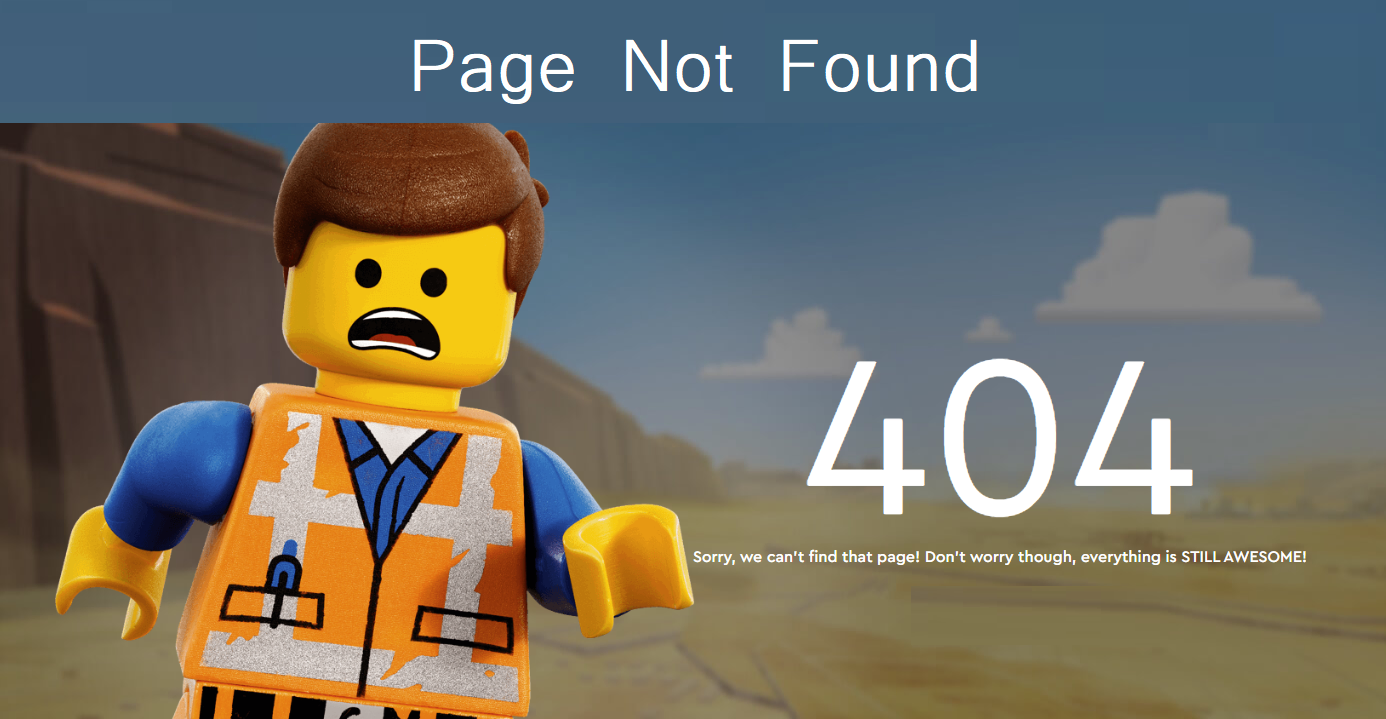 Page Not Found
404
Sorry, we can't find that page! Don't worry though, everything is STILL AWESOME!